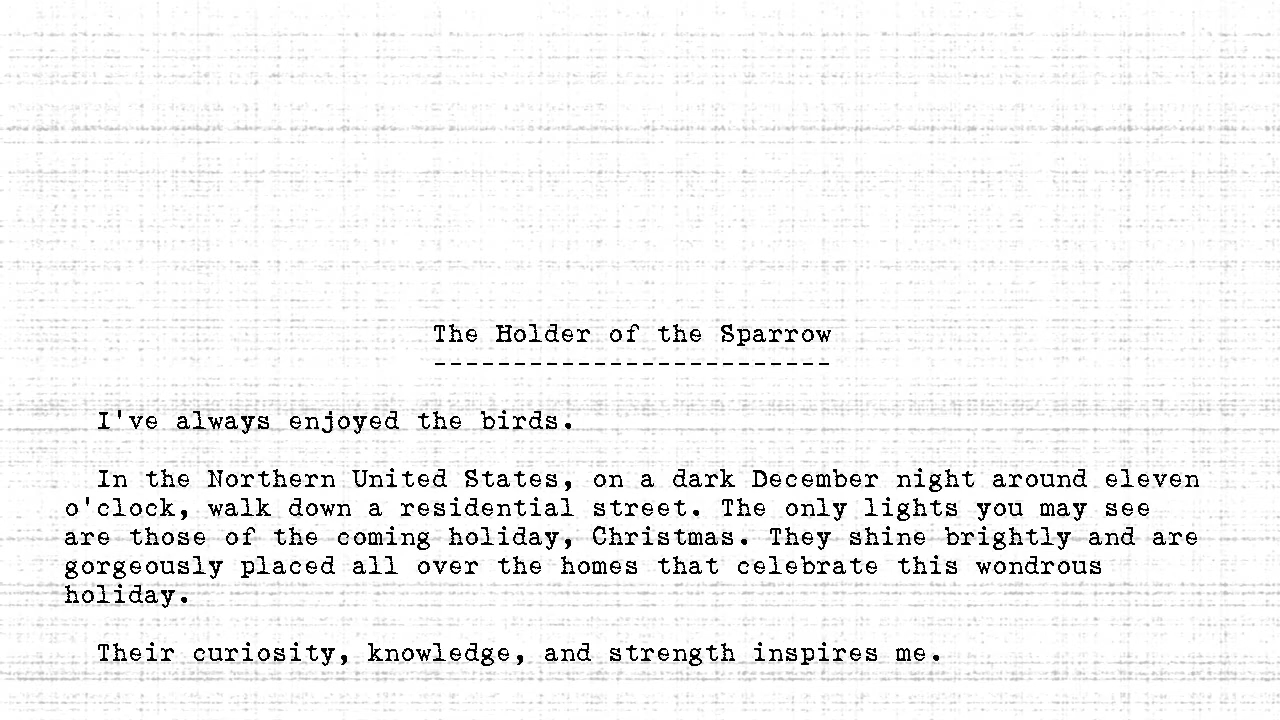 The Holder of the Sparrow
-------------------------
I've always enjoyed the birds.
In the Northern United States, on a dark December night around eleven
o'clock, walk down a residential street. The only lights you may see
are those of the coming holiday, Christmas. They shine brightly and are
gorgeously placed all over the homes that celebrate this wondrous
holiday.
Their curiosity, knowledge, and strength inspires me.